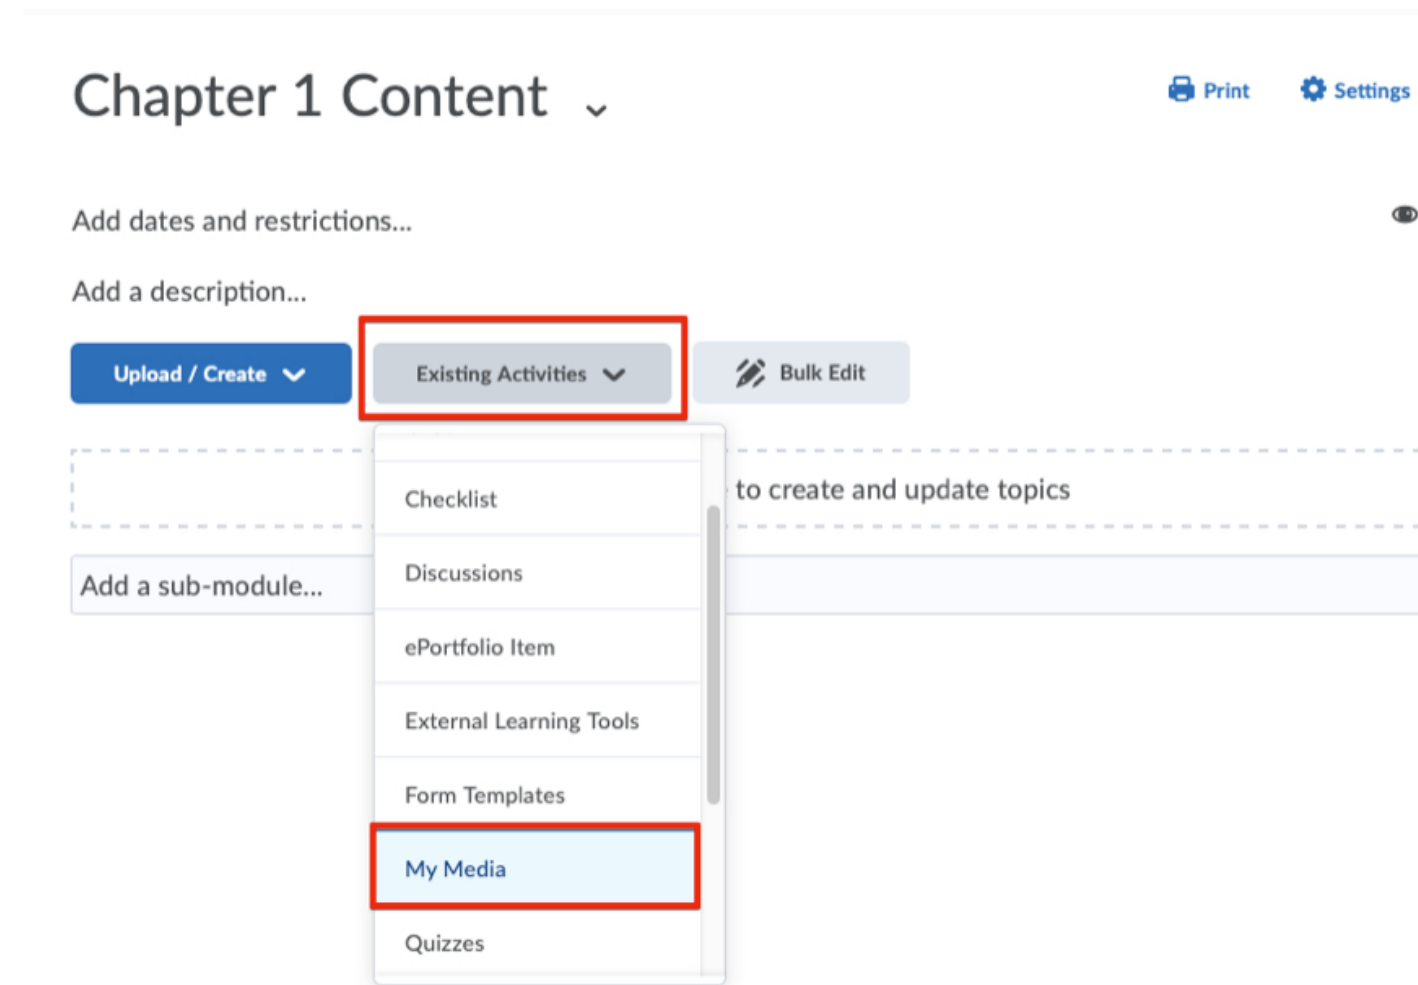 Chapter 1 Content
Print
Settings
Add dates and restrictions...
Add a description...
Upload / Create
Existing Activities
Bulk Edit
to create and update topics
Add a sub-module...
Checklist
Discussions
ePortfolio Item
External Learning Tools
Form Templates
My Media
Quizzes